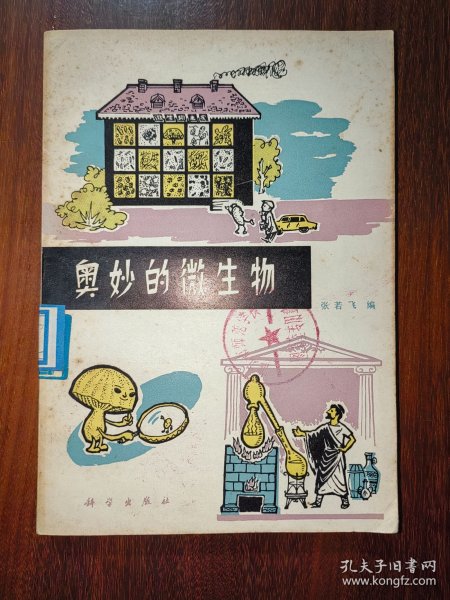 奥妙的微生物
张若飞 编
科学出版社
孔夫子旧书网
www.kongfz.com